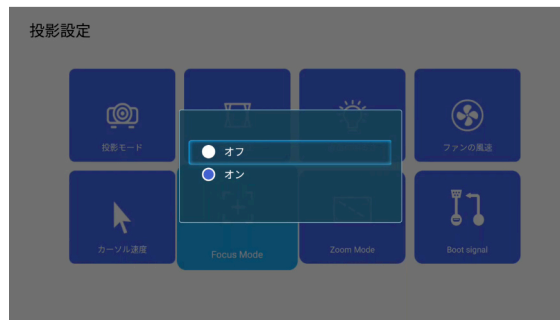 投影設定
投影モード
ファンの風速
オフ
オン
カーソル速度
Focus Mode
Zoom Mode
Boot signal